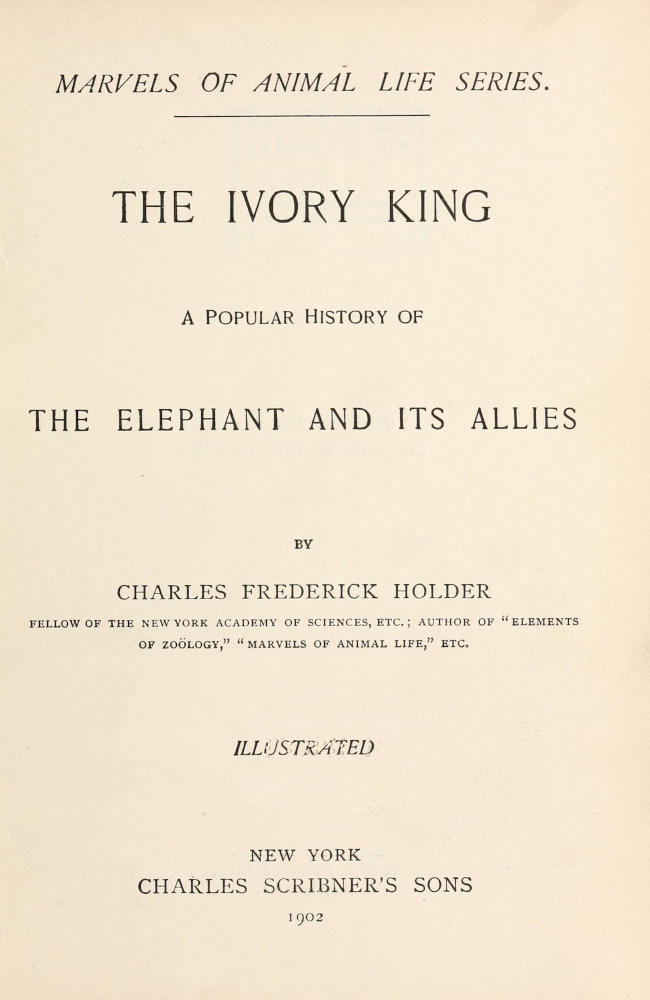 MARVELS OF ANIMAL LIFE SERIES.
THE IVORY KING
A POPULAR HISTORY OF
THE ELEPHANT AND ITS ALLIES
BY
CHARLES FREDERICK HOLDER
FELLOW OF THE NEW YORK ACADEMY OF SCIENCES, ETC.; AUTHOR OF "ELEMENTS
OF ZOÖLOGY," "MARVELS OF ANIMAL LIFE," ETC.
ILLUSTRATED
NEW YORK
CHARLES SCRIBNER'S SONS
1902